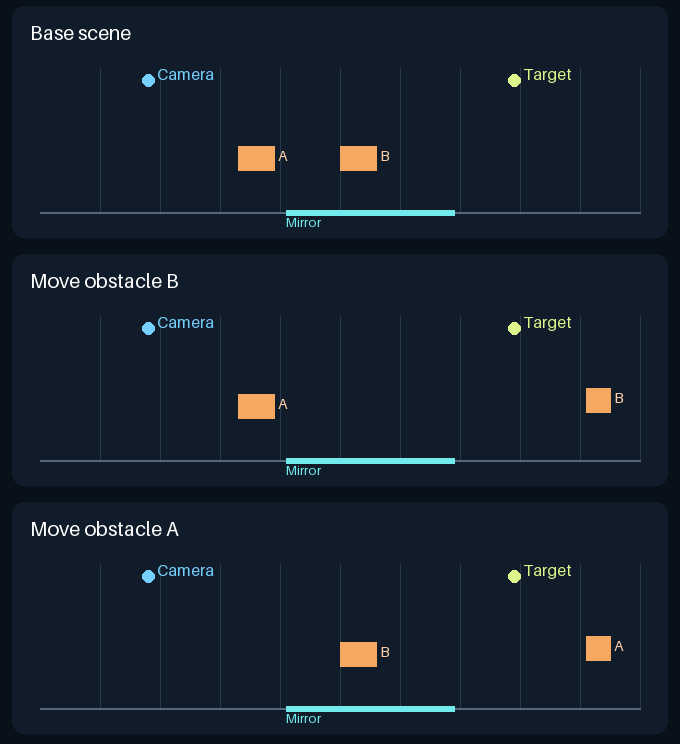 Base scene
Camera
Target
A
B
Mirror
Move obstacle B
Camera
Target
B
A
Mirror
Move obstacle A
Camera
Target
A
B
Mirror